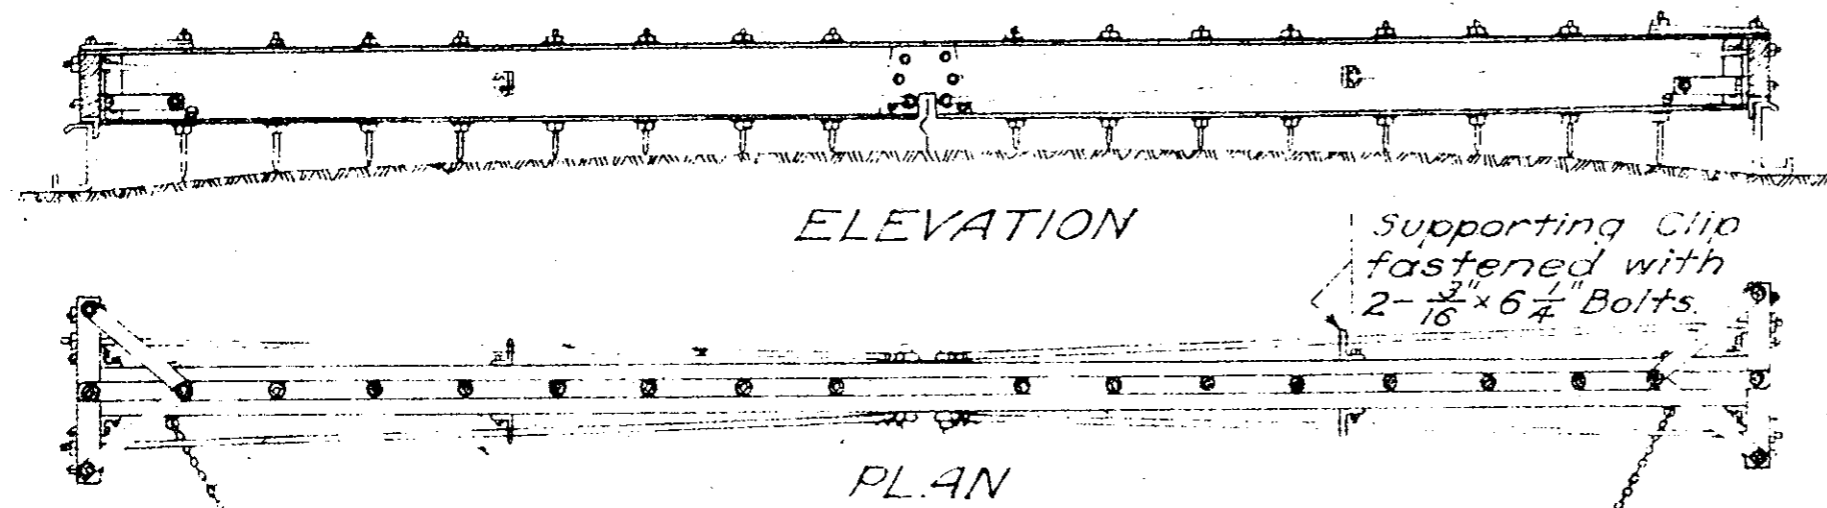 ELEVATION
Supporting Clip
fastened with
2-3/16"x6 1/4" Bolts.
PLAN